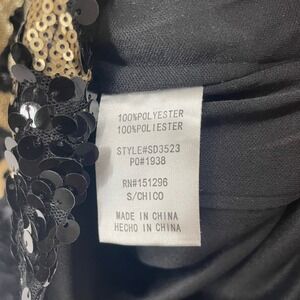 100%POLYESTER
100%POLIESTER
STYLE#SD3523
PO#1938
RN#151296
S/CHICO
MADE IN CHINA
HECHO IN CHINA